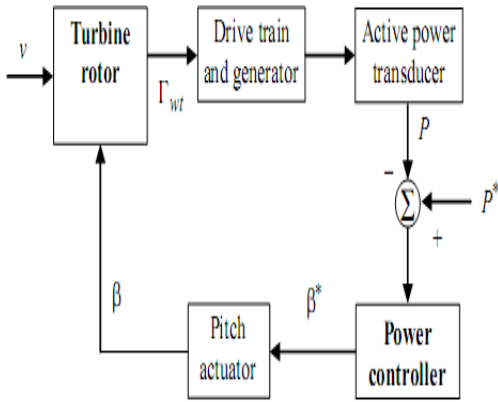 v
Turbine
rotor
Γwt
Drive train
and generator
Active power
transducer
P
−
Σ
P*
+
β
Pitch
actuator
β*
Power
controller